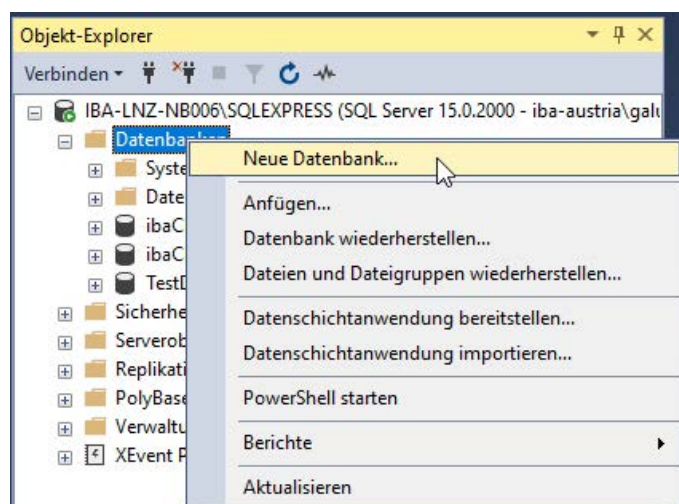 Objekt-Explorer
Verbinden
IBA-LNZ-NB006\SQLEXPRESS (SQL Server 15.0.2000 - iba-austria\galu
Datenbanken
Neue Datenbank...
Syste
Anfügen...
Date
Datenbank wiederherstellen...
ibaC
Dateien und Dateigruppen wiederherstellen...
ibaC
TestD
Datenschichtanwendung bereitstellen...
Sicherhe
Datenschichtanwendung importieren...
Serverob
Replikati
PowerShell starten
PolyBase
Verwaltu
Berichte
XEvent P
Aktualisieren